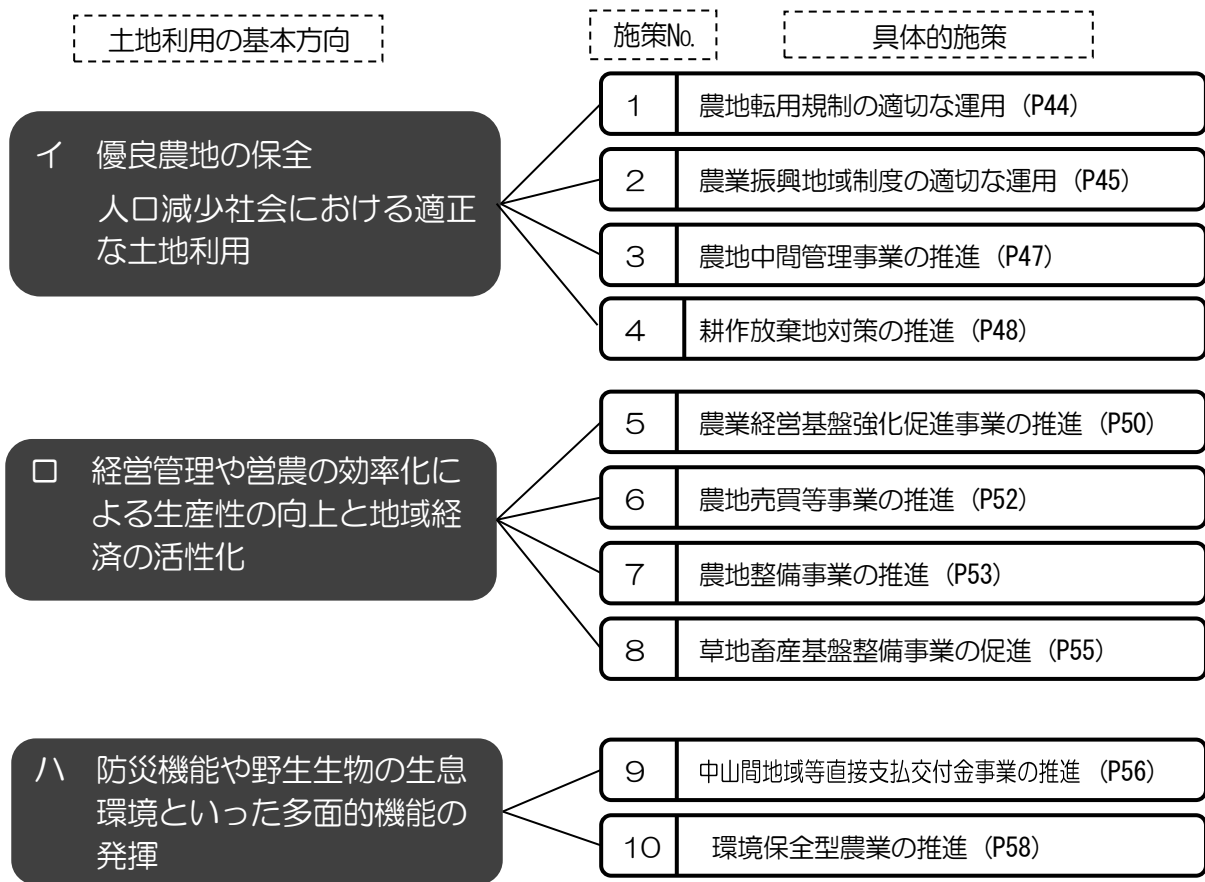 土地利用の基本方向
施策No.
具体的施策
イ 優良農地の保全
人口減少社会における適正
な土地利用
1 農地転用規制の適切な運用 (P44)
2 農業振興地域制度の適切な運用 (P45)
3 農地中間管理事業の推進 (P47)
4 耕作放棄地対策の推進 (P48)
ロ 経営管理や営農の効率化に
よる生産性の向上と地域経
済の活性化
5 農業経営基盤強化促進事業の推進 (P50)
6 農地売買等事業の推進 (P52)
7 農地整備事業の推進 (P53)
8 草地畜産基盤整備事業の促進 (P55)
ハ 防災機能や野生生物の生息
環境といった多面的機能の
発揮
9 中山間地域等直接支払交付金事業の推進 (P56)
10 環境保全型農業の推進 (P58)